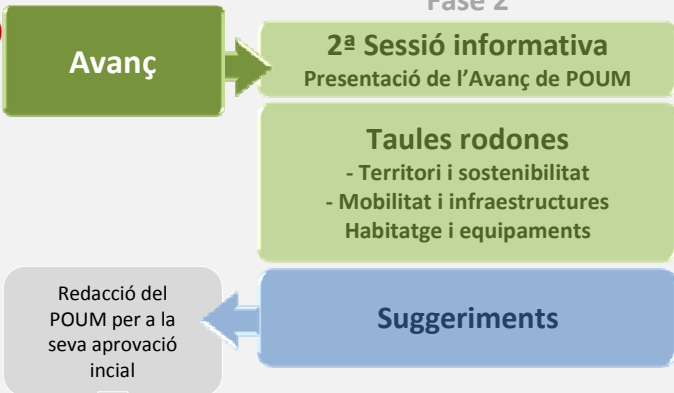 Fase 2
Avanç
2ª Sessió informativa
Presentació de l’Avanç de POUM
Taules rodones
- Territori i sostenibilitat
- Mobilitat i infraestructures
Habitatge i equipaments
Redacció del
POUM per a la
seva aprovació
incial
Suggeriments